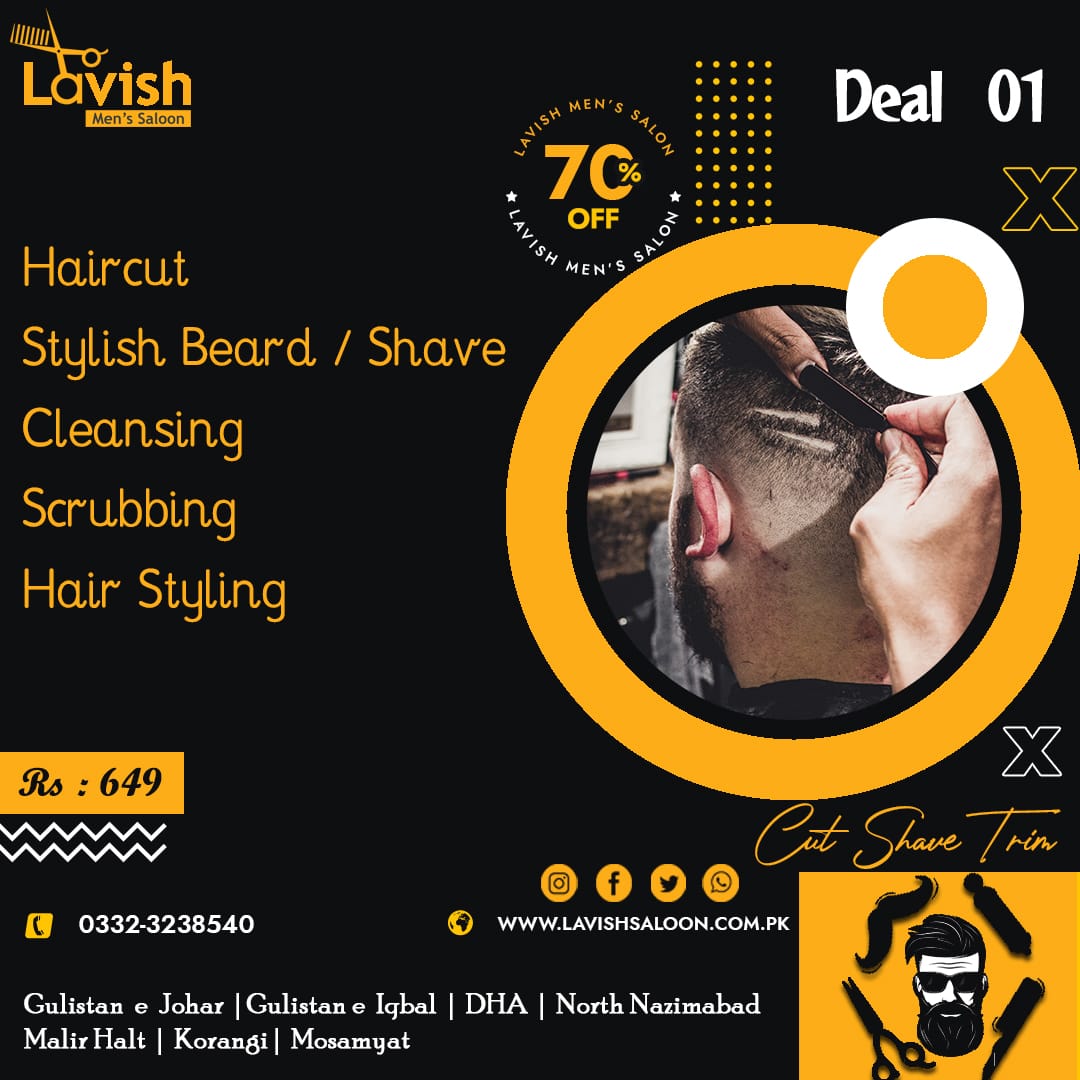 Lavish
Men's Saloon
Deal 01
LAVISH MEN'S SALON
70%
OFF
LAVISH MEN'S SALON
Haircut
Stylish Beard / Shave
Cleansing
Scrubbing
Hair Styling
Rs : 649
Cut Shave Trim
0332-3238540
WWW.LAVISHSALOON.COM.PK
Gulistan e Johar | Gulistan e Iqbal | DHA | North Nazimabad
Malir Halt | Korangi | Mosamyat